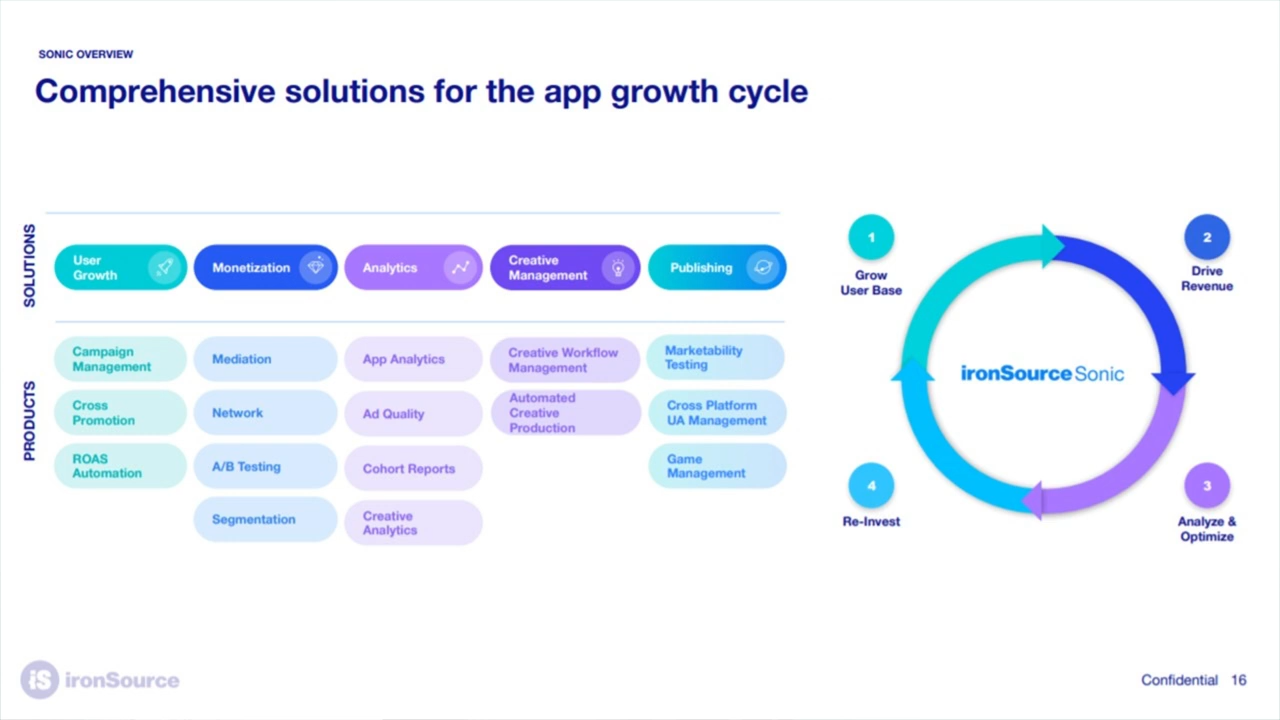 SONIC OVERVIEW
Comprehensive solutions for the app growth cycle
SOLUTIONS
User
Growth
Monetization
Analytics
Creative
Management
Publishing
PRODUCTS
Campaign
Management
Cross
Promotion
ROAS
Automation
Mediation
Network
A/B Testing
Segmentation
App Analytics
Ad Quality
Cohort Reports
Creative
Analytics
Creative Workflow
Management
Automated
Creative
Production
Marketability
Testing
Cross Platform
UA Management
Game
Management
1
Grow
User Base
2
Drive
Revenue
ironSource Sonic
4
Re-Invest
3
Analyze &
Optimize
iS ironSource
Confidential 16